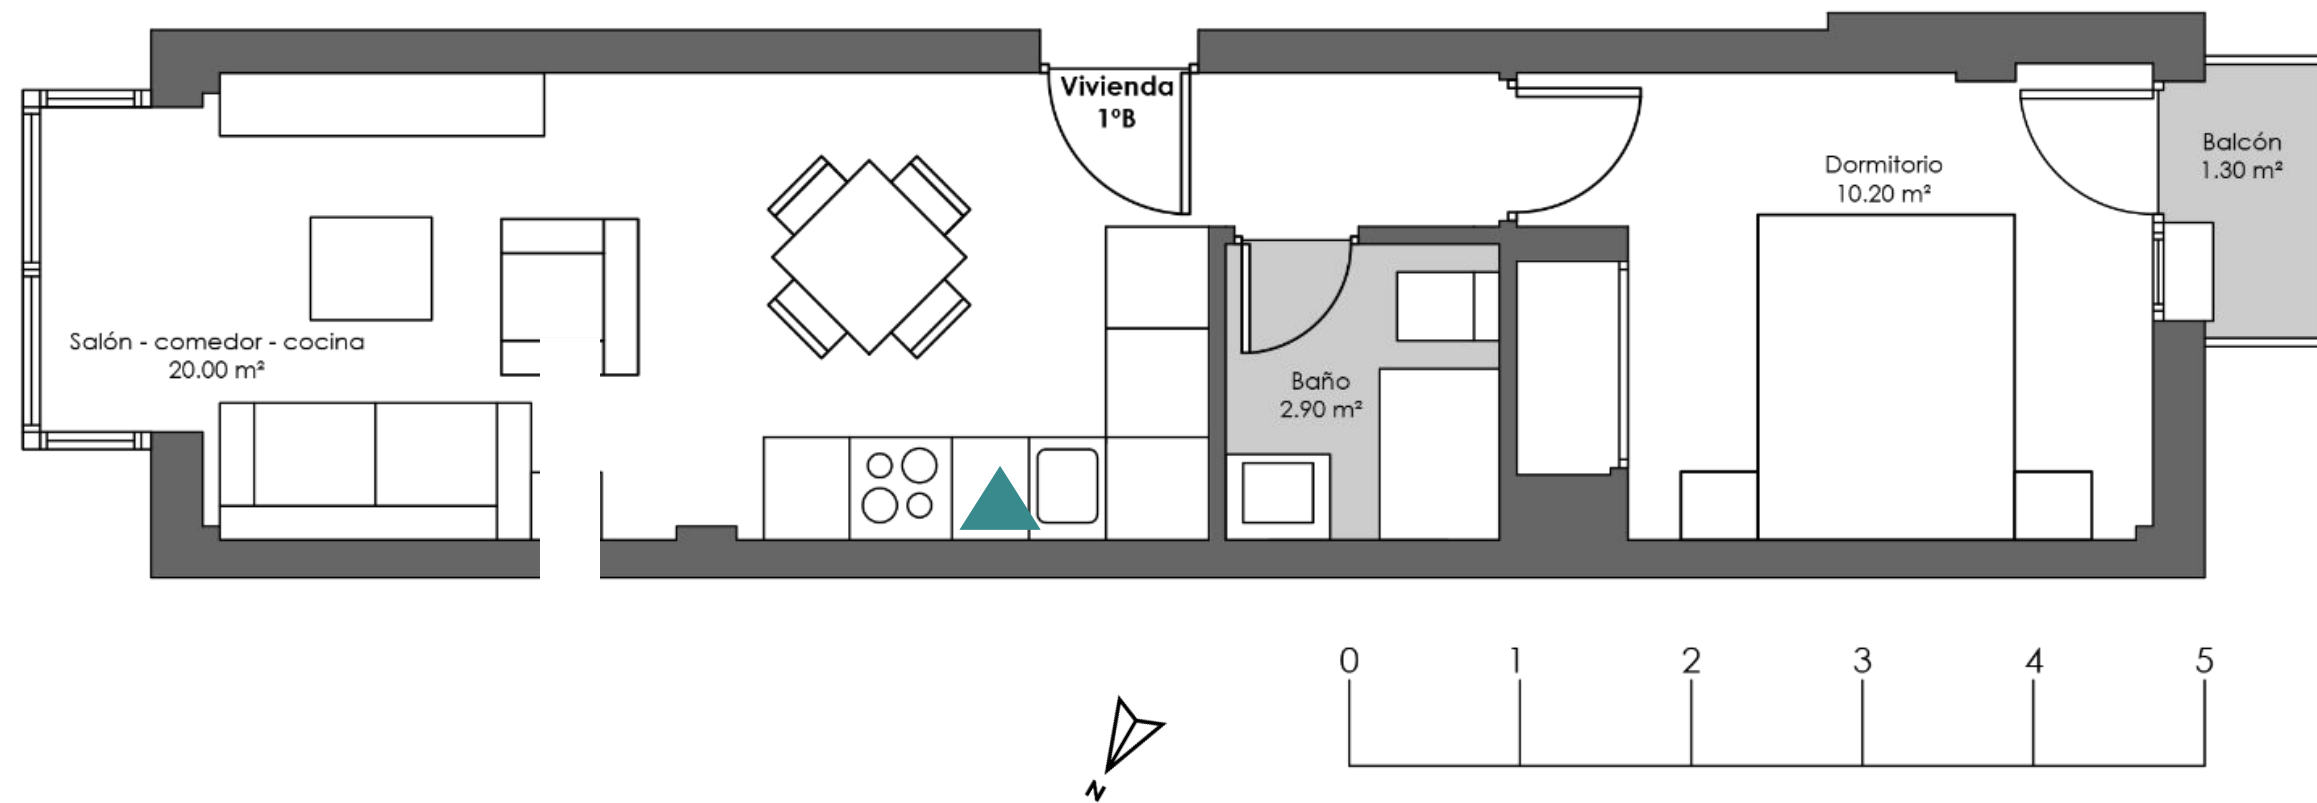 Vivienda
1ºB
Dormitorio
10.20 m²
Balcón
1.30 m²
Salón - comedor - cocina
20.00 m²
Baño
2.90 m²
0 1 2 3 4 5
N